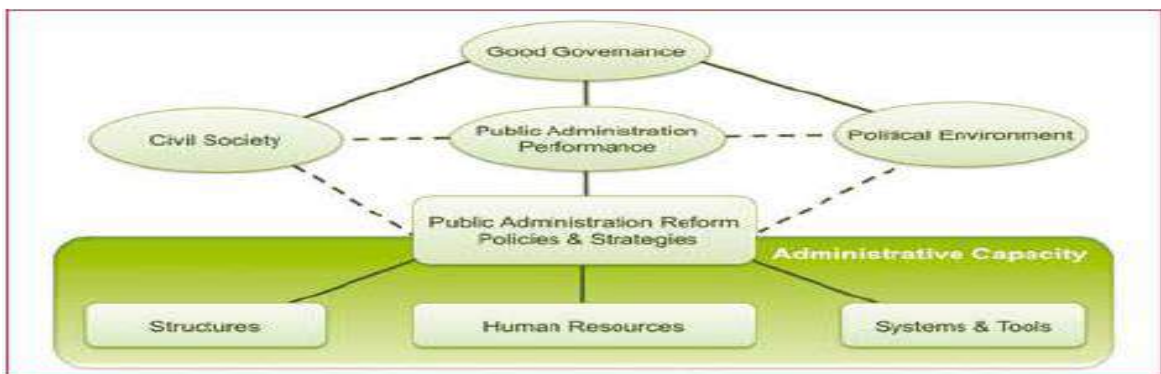 Good Governance
Civil Society
Public Administration
Performance
Political Environment
Public Administration Reform
Policies & Strategies
Administrative Capacity
Structures
Human Resources
Systems & Tools